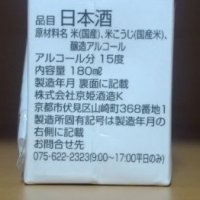 品目 日本酒
原材料名 米(国産)、米こうじ(国産米)、
醸造アルコール
アルコール分 15度
内容量 180mℓ
製造年月 裏面に記載
株式会社京姫酒造K
京都市伏見区山崎町368番地1
製造所固有記号は製造年月の
右側に記載
お問合せ先
075-622-2323(9:00〜17:00平日のみ)